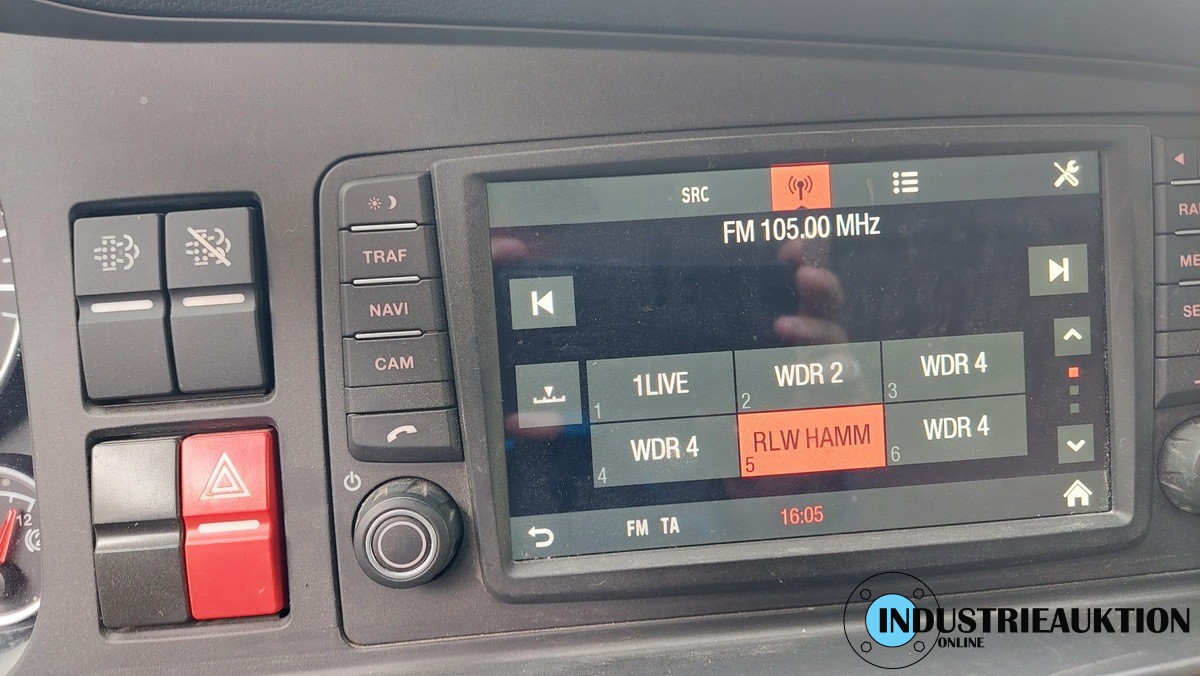 SRC
FM 105.00 MHz
TRAF
NAVI
CAM
1LIVE
1
WDR 2
2
WDR 4
3
WDR 4
4
RLW HAMM
5
WDR 4
6
FM TA
16:05
12
INDUSTRIEAUKTION
ONLINE